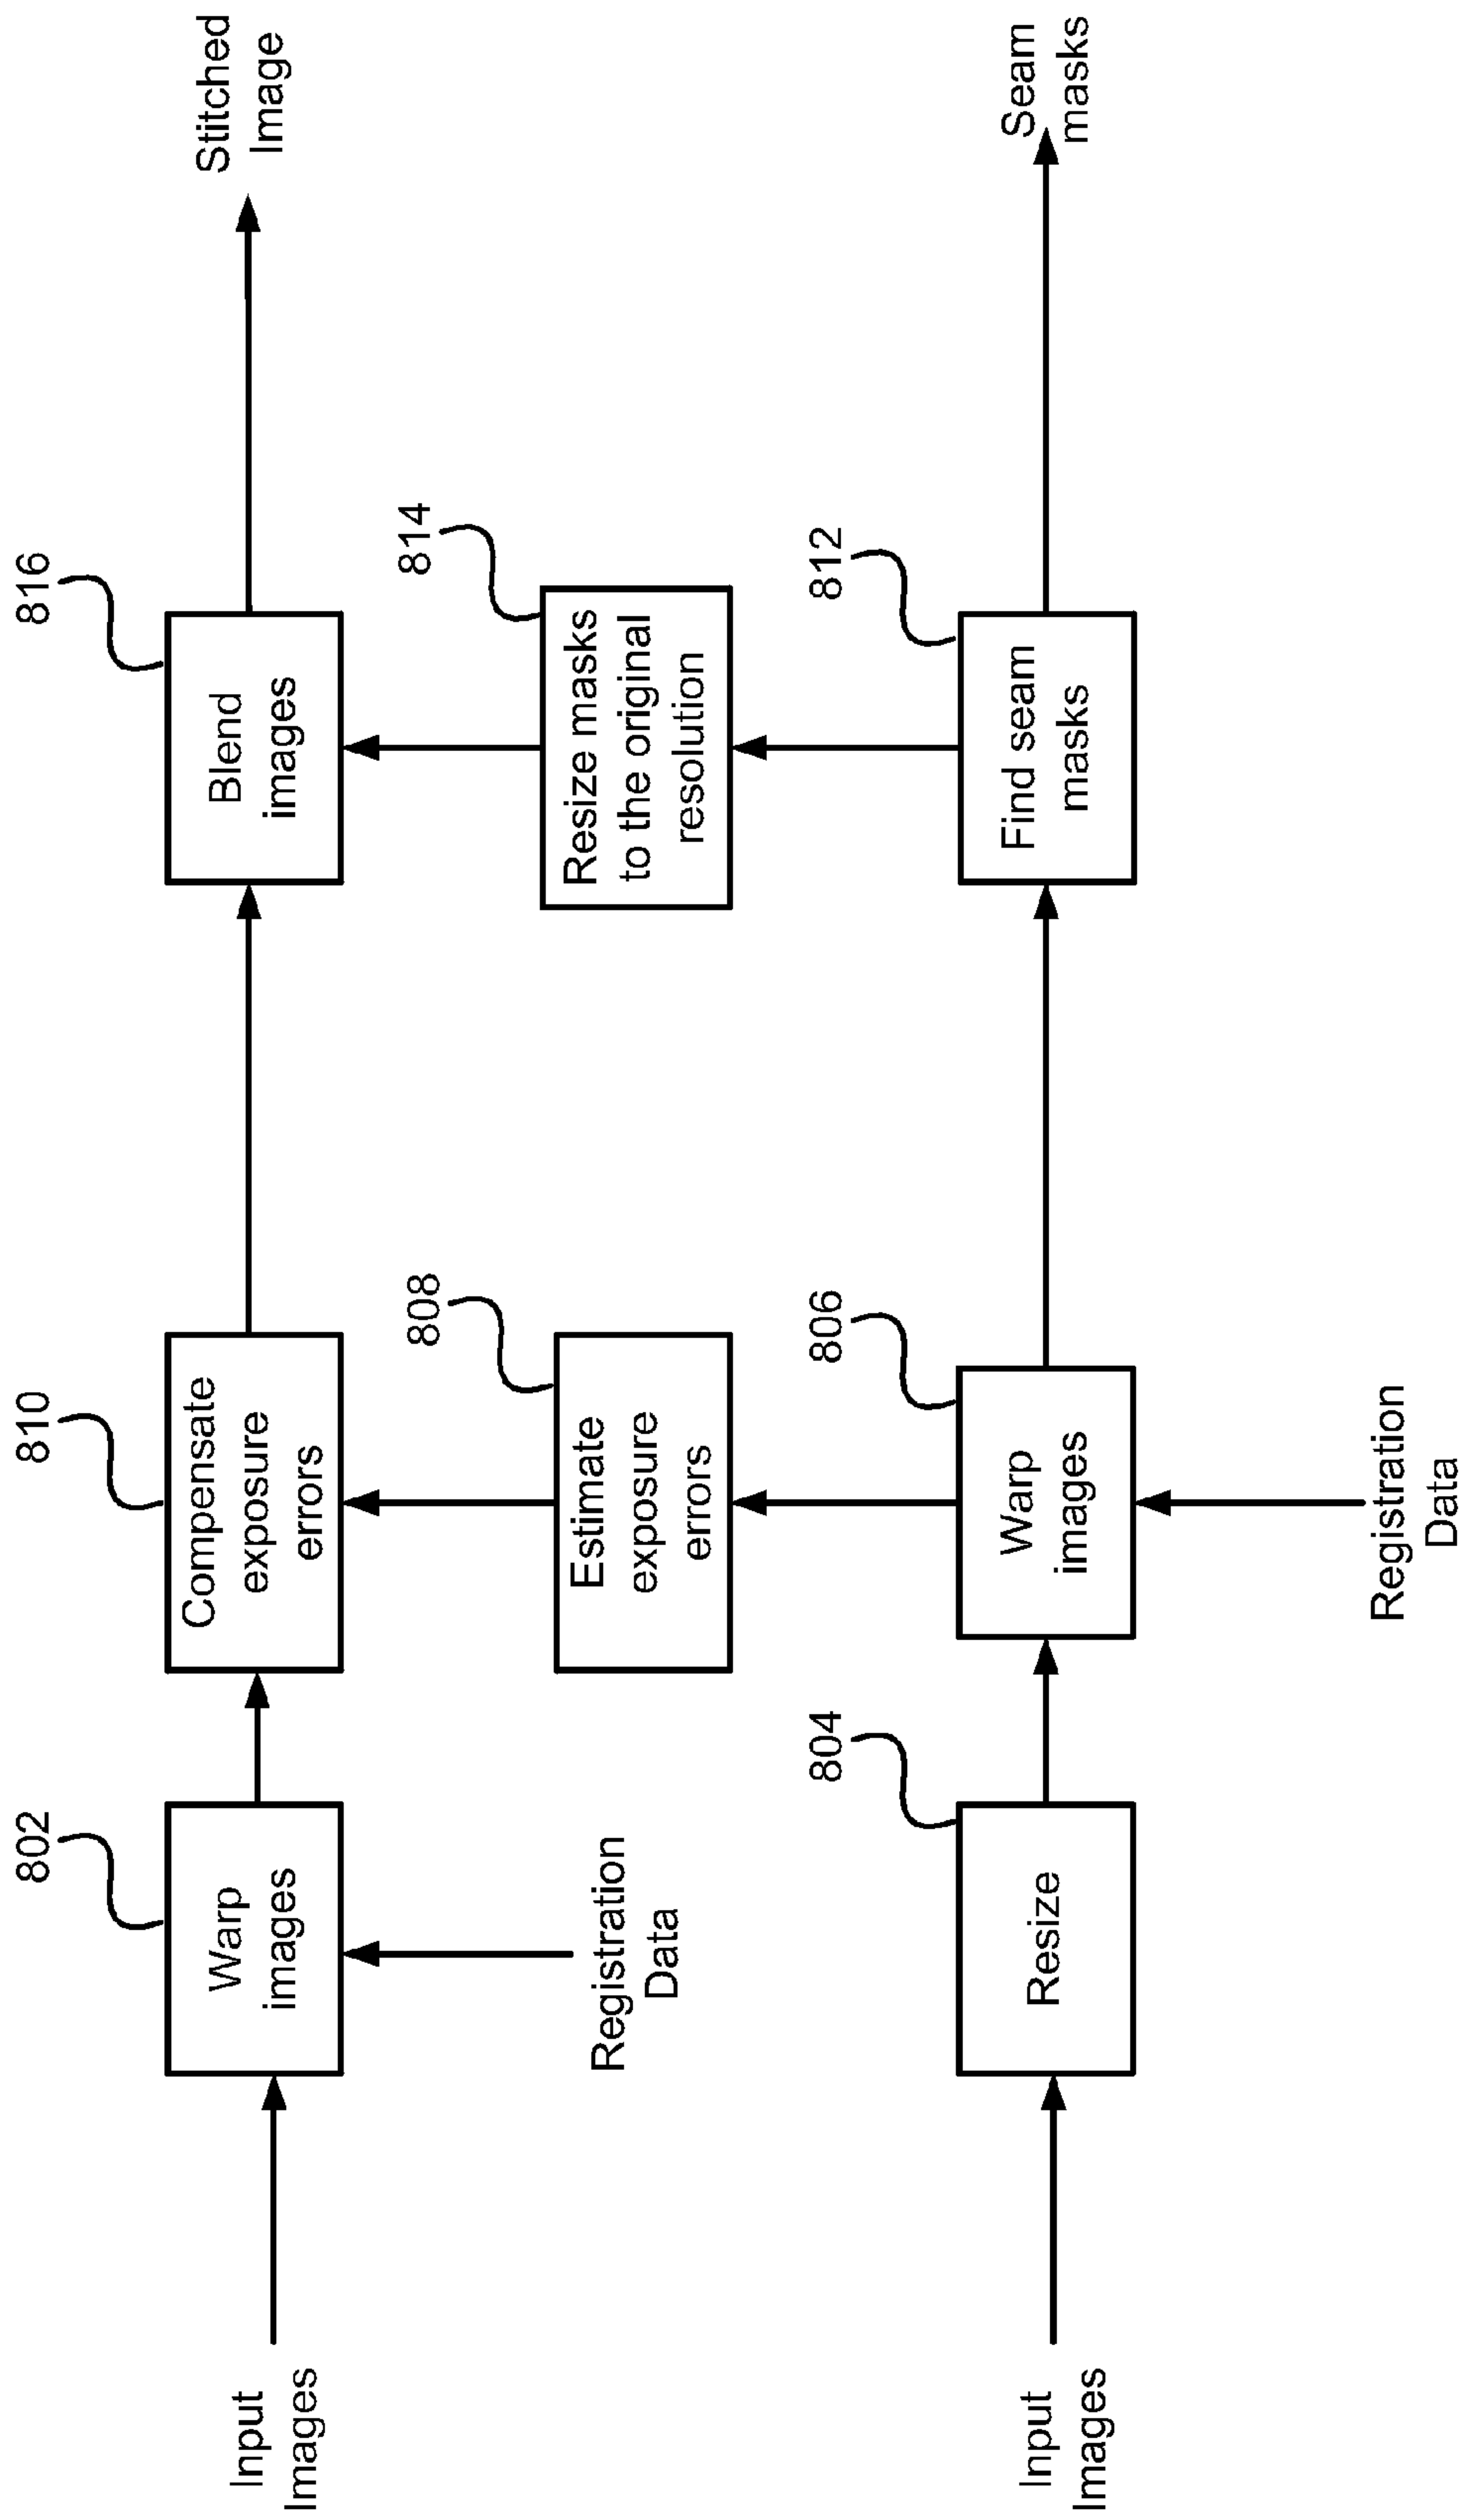 802
810
816
Input
Images
Warp
images
Compensate
exposure
errors
Blend
images
Stitched
Image
Registration
Data
808
Estimate
exposure
errors
814
Resize masks
to the original
resolution
804
806
812
Input
Images
Resize
Warp
images
Find seam
masks
Seam
masks
Registration
Data